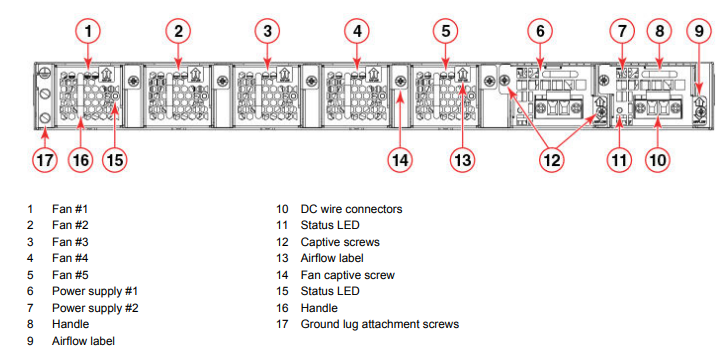 1 2 3 4 5 6 7 8 9
17 16 15 14 13 12 11 10
1 Fan #1
2 Fan #2
3 Fan #3
4 Fan #4
5 Fan #5
6 Power supply #1
7 Power supply #2
8 Handle
9 Airflow label
10 DC wire connectors
11 Status LED
12 Captive screws
13 Airflow label
14 Fan captive screw
15 Status LED
16 Handle
17 Ground lug attachment screws